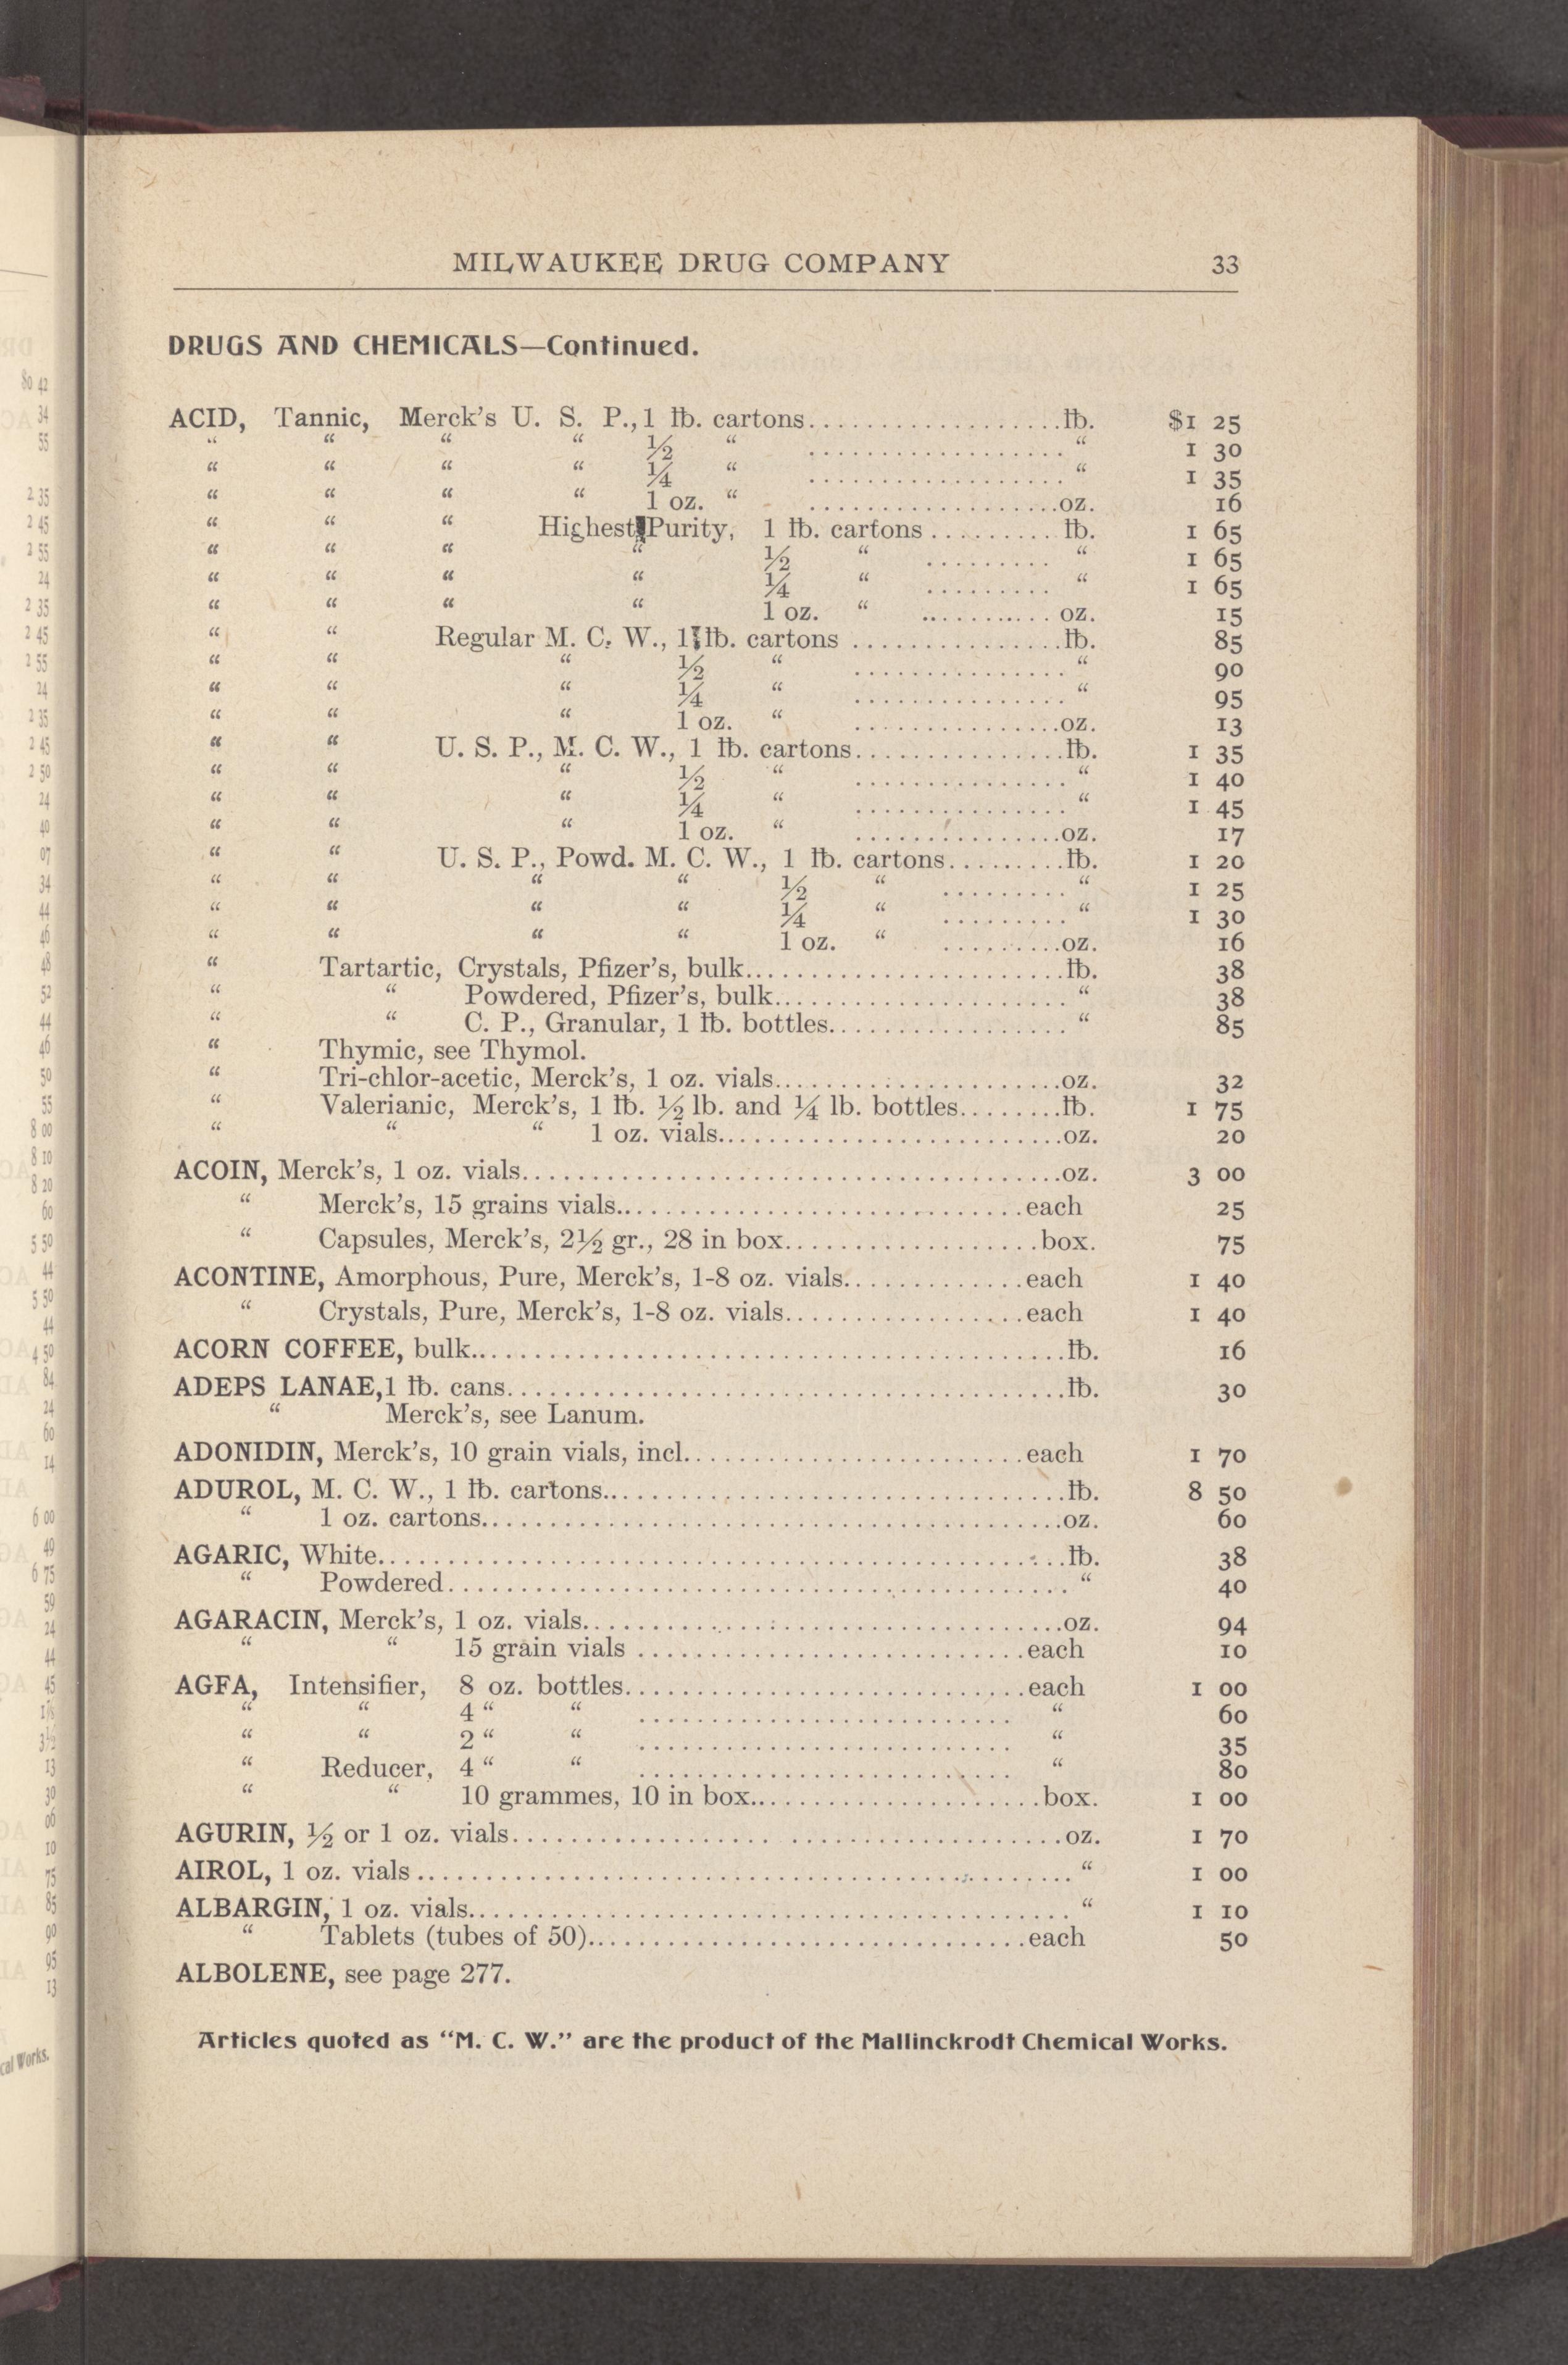 MILWAUKEE DRUG COMPANY 33
DRUGS AND CHEMICALS—Continued.
ACID, Tannic, Merck's U. S. P., 1 lb. cartons..................lb. $1 25
“ “ “ “ ½ “ .................. “ 1 30
“ “ “ “ ¼ “ .................. “ 1 35
“ “ “ “ 1 oz. “ ..................oz. 16
“ “ “ Highest Purity, 1 lb. cartons..........lb. 1 65
“ “ “ “ ½ “ ......... “ 1 65
“ “ “ “ ¼ “ ......... “ 1 65
“ “ “ “ 1 oz. “ ......... oz. 15
“ “ Regular M. C. W., 1 lb. cartons ................lb. 85
“ “ “ ½ “ ................ “ 90
“ “ “ ¼ “ ................ “ 95
“ “ “ 1 oz. “ ................oz. 13
“ “ U. S. P., M. C. W., 1 lb. cartons................lb. 1 35
“ “ “ ½ “ ................ “ 1 40
“ “ “ ¼ “ ................ “ 1 45
“ “ “ 1 oz. “ ................oz. 17
“ “ U. S. P., Powd. M. C. W., 1 lb. cartons.........lb. 1 20
“ “ “ “ ½ “ ......... “ 1 25
“ “ “ “ ¼ “ ......... “ 1 30
“ “ “ “ 1 oz. “ .........oz. 16
“ Tartartic, Crystals, Pfizer's, bulk.......................lb. 38
“ “ Powdered, Pfizer's, bulk..................... “ 38
“ “ C. P., Granular, 1 lb. bottles................. “ 85
“ Thymic, see Thymol.
“ Tri-chlor-acetic, Merck's, 1 oz. vials.....................oz. 32
“ Valerianic, Merck's, 1 lb. ½ lb. and ¼ lb. bottles........lb. 1 75
“ “ “ 1 oz. vials.........................oz. 20
ACOIN, Merck's, 1 oz. vials.......................................oz. 3 00
“ Merck's, 15 grains vials.............................each 25
“ Capsules, Merck's, 2½ gr., 28 in box...................box. 75
ACONTINE, Amorphous, Pure, Merck's, 1-8 oz. vials.............each 1 40
“ Crystals, Pure, Merck's, 1-8 oz. vials.................each 1 40
ACORN COFFEE, bulk...........................................lb. 16
ADEPS LANAE, 1 lb. cans........................................lb. 30
“ Merck's, see Lanum.
ADONIDIN, Merck's, 10 grain vials, incl........................each 1 70
ADUROL, M. C. W., 1 lb. cartons.................................lb. 8 50
“ 1 oz. cartons..........................................oz. 60
AGARIC, White..................................................lb. 38
“ Powdered............................................. “ 40
AGARACIN, Merck's, 1 oz. vials..................................oz. 94
“ “ 15 grain vials ...........................each 10
AGFA, Intensifier, 8 oz. bottles............................each 1 00
“ “ 4 “ “ .......................... “ 60
“ “ 2 “ “ .......................... “ 35
“ Reducer, 4 “ “ .......................... “ 80
“ “ 10 grammes, 10 in box.....................box. 1 00
AGURIN, ½ or 1 oz. vials.......................................oz. 1 70
AIROL, 1 oz. vials............................................... “ 1 00
ALBARGIN, 1 oz. vials............................................ “ 1 10
“ Tablets (tubes of 50)...............................each 50
ALBOLENE, see page 277.
Articles quoted as “M. C. W.” are the product of the Mallinckrodt Chemical Works.